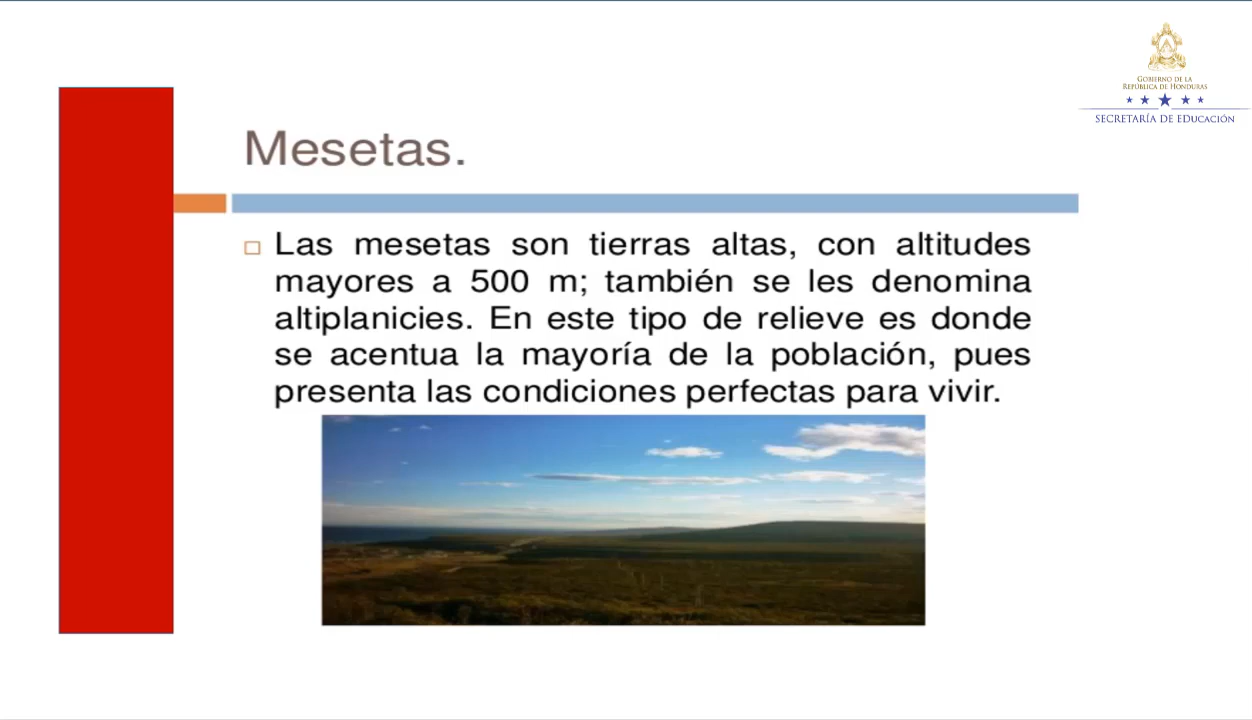 GOBIERNO DE LA
REPÚBLICA DE HONDURAS
SECRETARÍA DE EDUCACIÓN
Mesetas.
Las mesetas son tierras altas, con altitudes
mayores a 500 m; también se les denomina
altiplanicies. En este tipo de relieve es donde
se acentua la mayoría de la población, pues
presenta las condiciones perfectas para vivir.